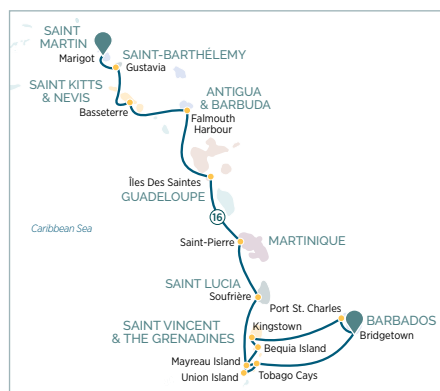 SAINT
MARTIN
Marigot
SAINT-BARTHÉLEMY
Gustavia
SAINT KITTS
& NEVIS
Basseterre
ANTIGUA
& BARBUDA
Falmouth
Harbour
Îles Des Saintes
GUADELOUPE
16
Caribbean Sea
Saint-Pierre
MARTINIQUE
SAINT LUCIA
Soufrière
Port St. Charles
BARBADOS
Bridgetown
SAINT VINCENT
& THE GRENADINES
Kingstown
Bequia Island
Mayreau Island
Union Island
Tobago Cays